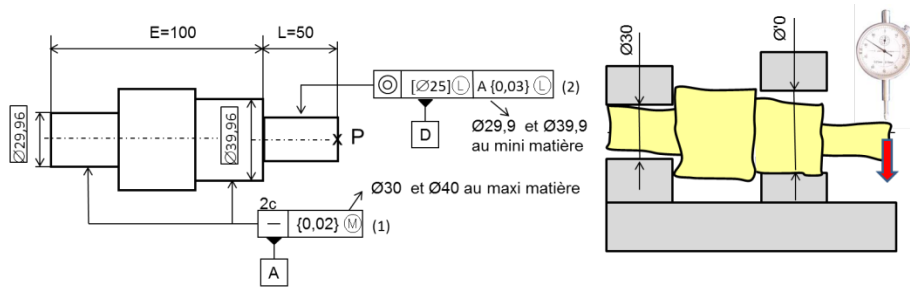 E=100
L=50
Ø29,96
Ø39,96
P
◎ [Ø25] Ⓛ A {0,03} Ⓛ (2)
D
Ø29,9 et Ø39,9
au mini matière
Ø30 et Ø40 au maxi matière
2c
— {0,02} Ⓜ (1)
A
Ø30
Ø'0